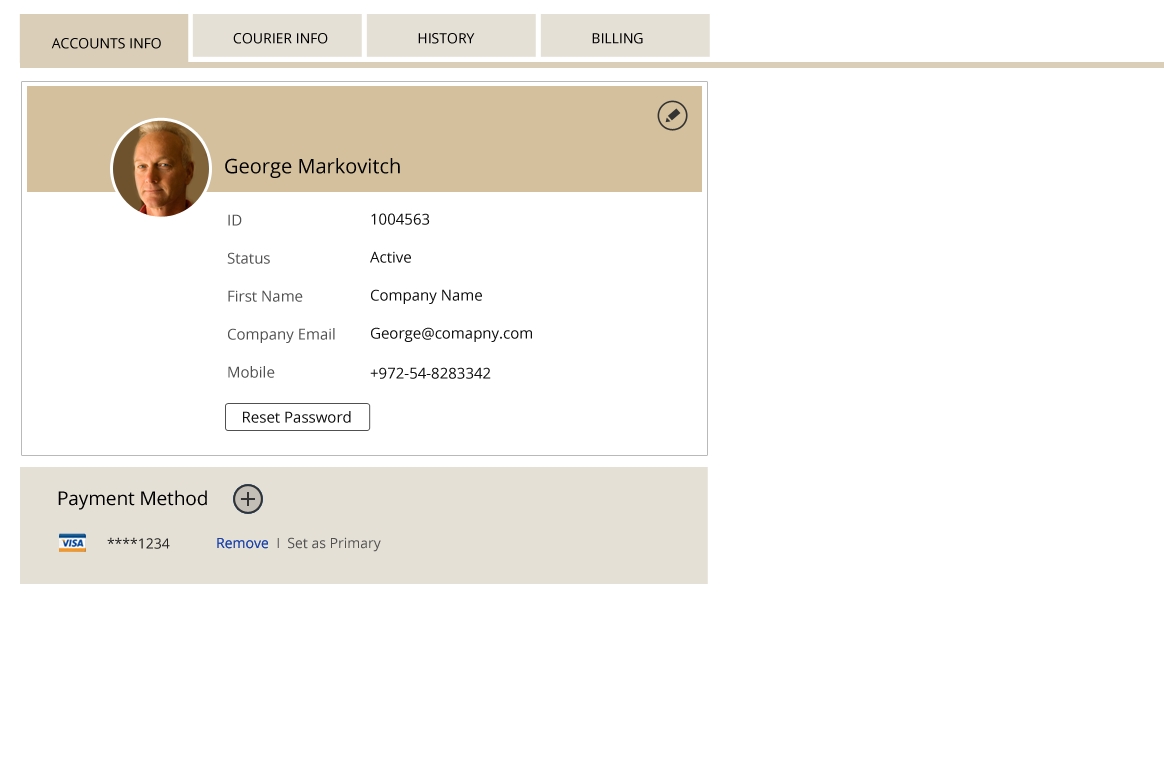 ACCOUNTS INFO COURIER INFO HISTORY BILLING
George Markovitch
ID 1004563
Status Active
First Name Company Name
Company Email George@comapny.com
Mobile +972-54-8283342
Reset Password
Payment Method
VISA ****1234 Remove | Set as Primary